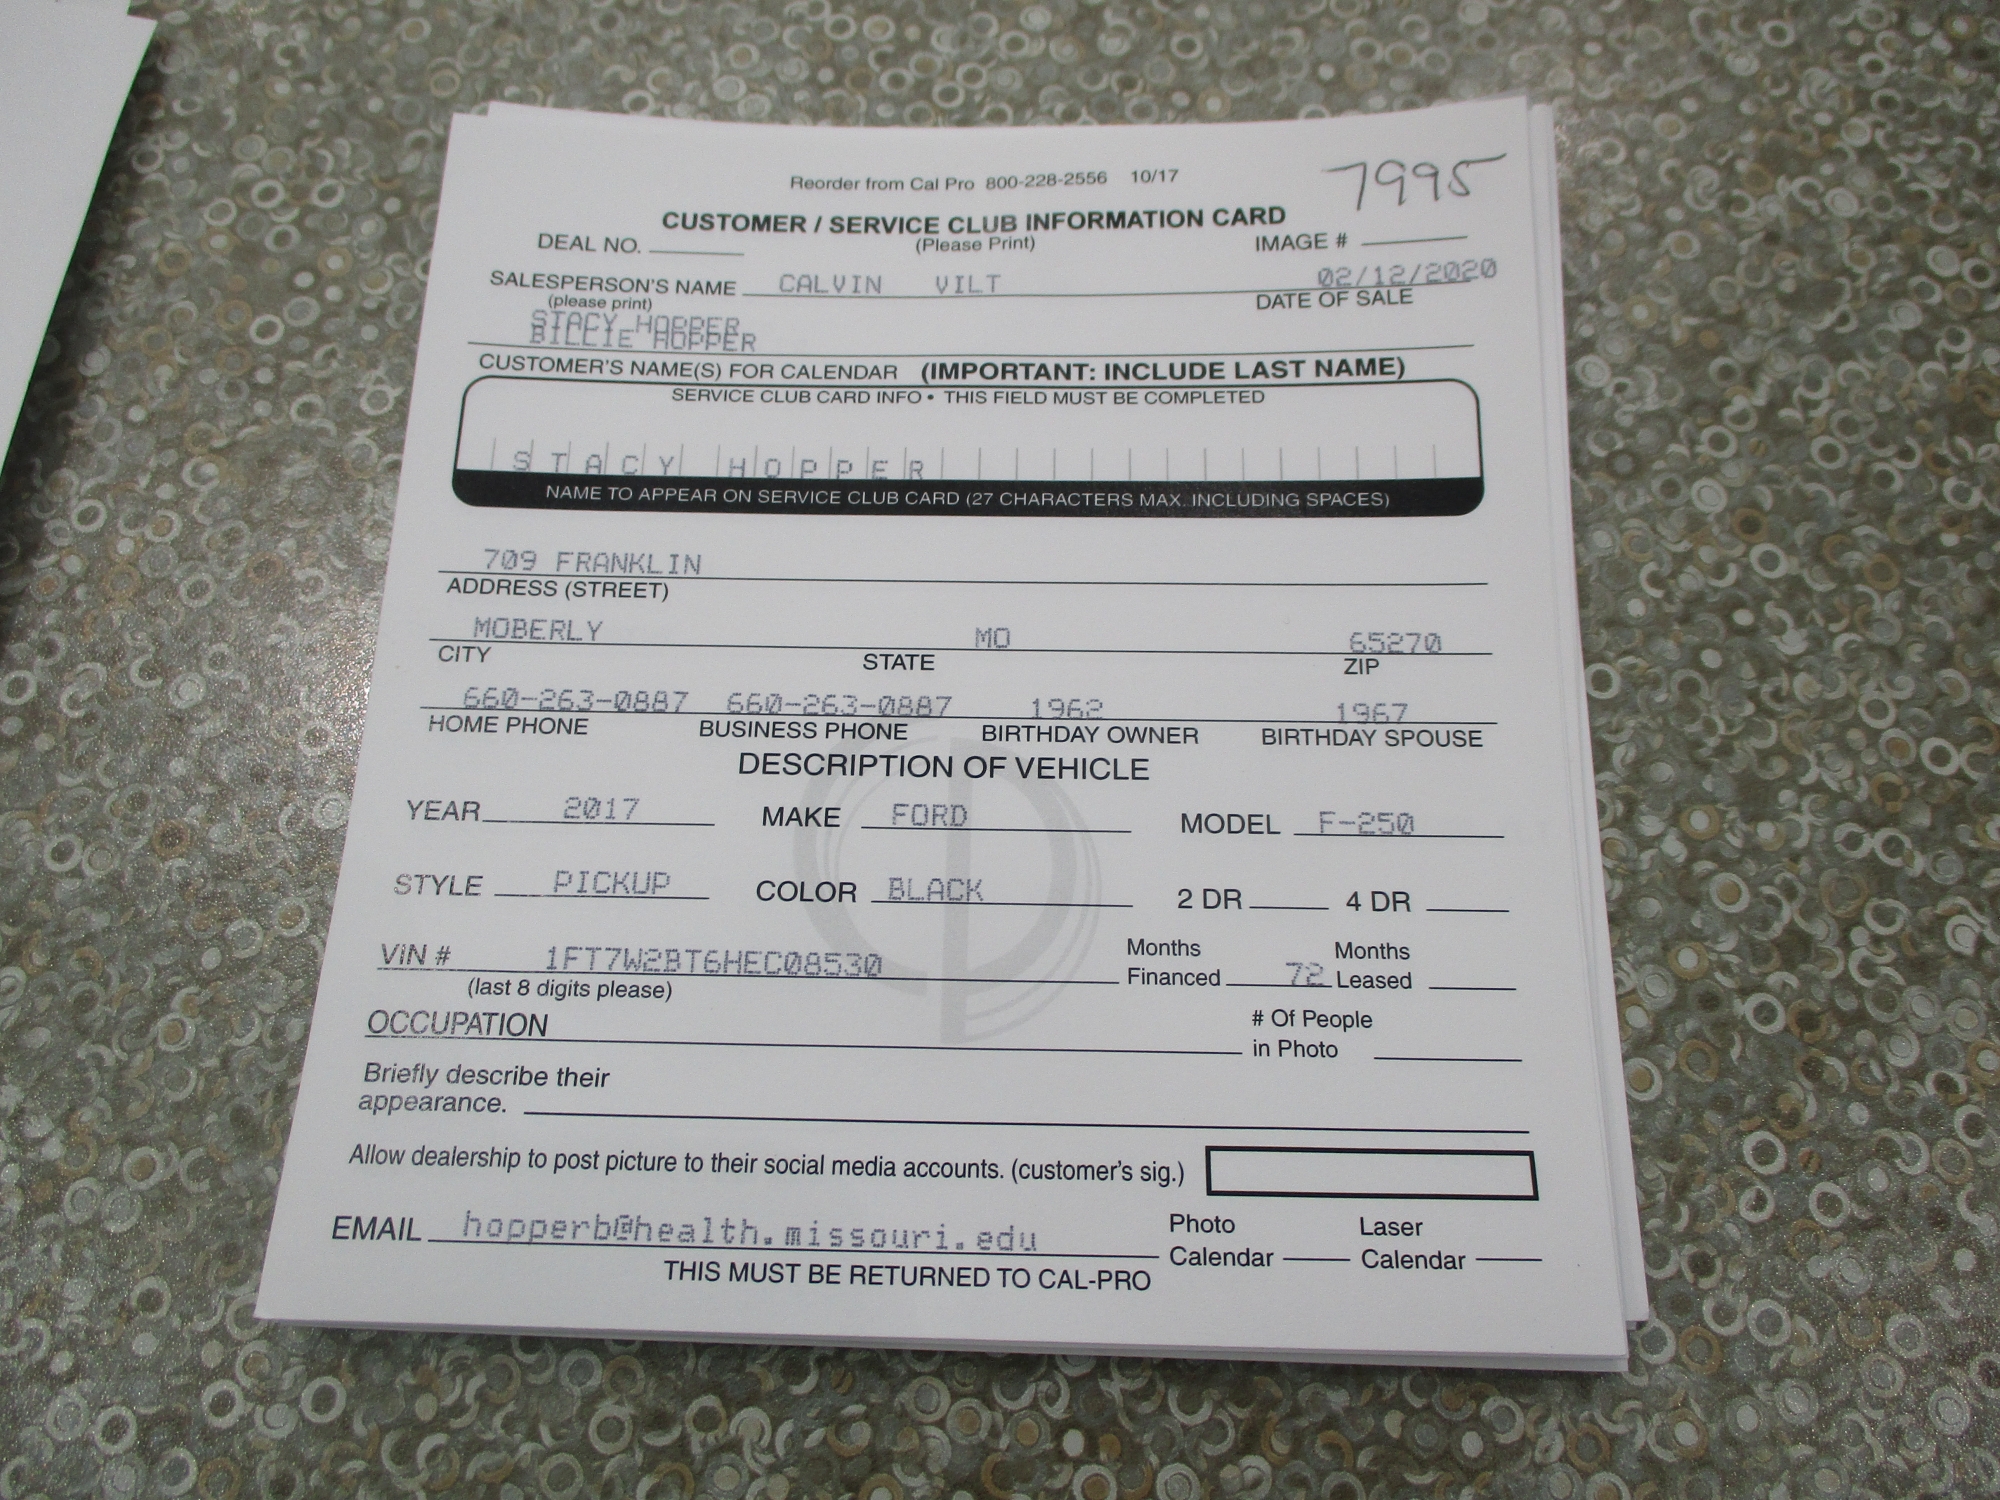 7995
Reorder from Cal Pro 800-228-2556 10/17
CUSTOMER / SERVICE CLUB INFORMATION CARD
DEAL NO. (Please Print) IMAGE #
SALESPERSON'S NAME CALVIN VILT 02/12/2020
(please print) DATE OF SALE
STACY HOPPER
BILLIE HOPPER
CUSTOMER'S NAME(S) FOR CALENDAR (IMPORTANT: INCLUDE LAST NAME)
SERVICE CLUB CARD INFO • THIS FIELD MUST BE COMPLETED
STACY HOPPER
NAME TO APPEAR ON SERVICE CLUB CARD (27 CHARACTERS MAX. INCLUDING SPACES)
709 FRANKLIN
ADDRESS (STREET)
MOBERLY MO 65270
CITY STATE ZIP
660-263-0887 660-263-0887 1962 1967
HOME PHONE BUSINESS PHONE BIRTHDAY OWNER BIRTHDAY SPOUSE
DESCRIPTION OF VEHICLE
YEAR 2017 MAKE FORD MODEL F-250
STYLE PICKUP COLOR BLACK 2 DR 4 DR
VIN # 1FT7W2BT6HEC08530 Months Financed 72 Months Leased
(last 8 digits please)
OCCUPATION # Of People in Photo
Briefly describe their
appearance.
Allow dealership to post picture to their social media accounts. (customer's sig.)
EMAIL hopperb@health.missouri.edu Photo Calendar Laser Calendar
THIS MUST BE RETURNED TO CAL-PRO